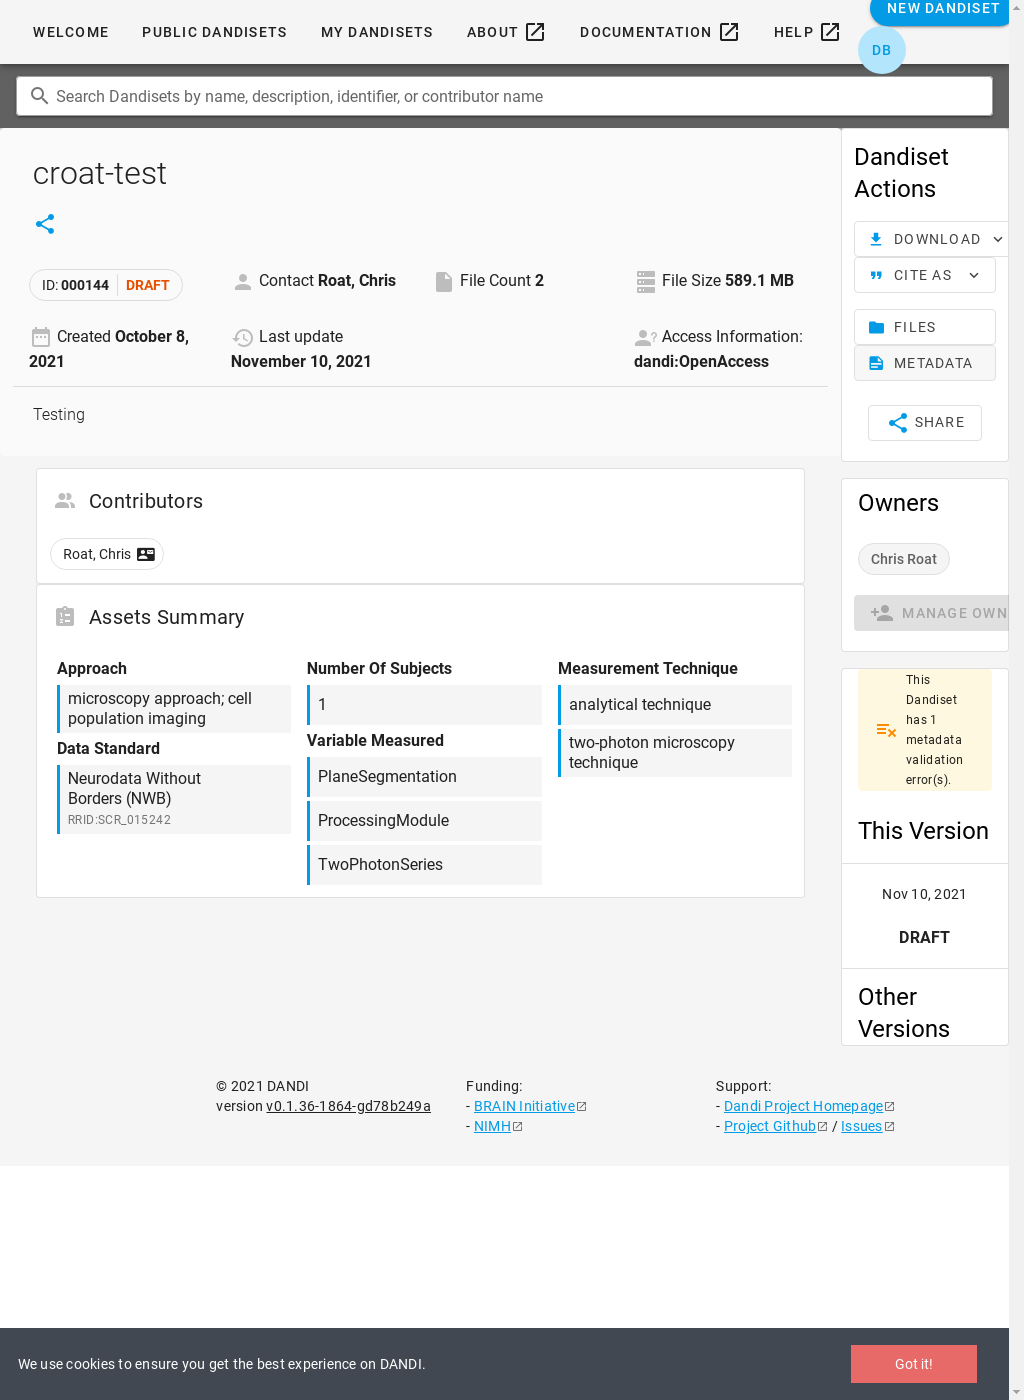 NEW DANDISET
WELCOME
PUBLIC DANDISETS
MY DANDISETS
ABOUT
DOCUMENTATION
HELP
DB
Search Dandisets by name, description, identifier, or contributor name
croat-test
ID: 000144
DRAFT
Contact Roat, Chris
File Count 2
File Size 589.1 MB
Created October 8,
2021
Last update
November 10, 2021
Access Information:
dandi:OpenAccess
Testing
Contributors
Roat, Chris
Assets Summary
Approach
microscopy approach; cell
population imaging
Data Standard
Neurodata Without
Borders (NWB)
RRID:SCR_015242
Number Of Subjects
1
Variable Measured
PlaneSegmentation
ProcessingModule
TwoPhotonSeries
Measurement Technique
analytical technique
two-photon microscopy
technique
Dandiset
Actions
DOWNLOAD
CITE AS
FILES
METADATA
SHARE
Owners
Chris Roat
MANAGE OWN
This
Dandiset
has 1
metadata
validation
error(s).
This Version
Nov 10, 2021
DRAFT
Other
Versions
© 2021 DANDI
version v0.1.36-1864-gd78b249a
Funding:
- BRAIN Initiative
- NIMH
Support:
- Dandi Project Homepage
- Project Github / Issues
We use cookies to ensure you get the best experience on DANDI.
Got it!